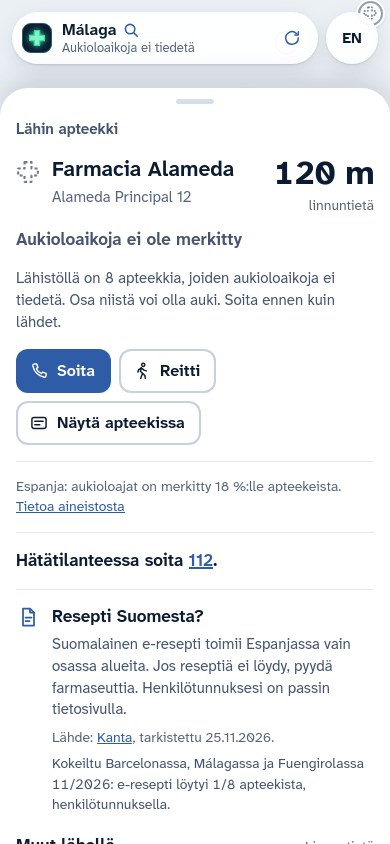 Málaga
Aukioloaikoja ei tiedetä
EN
Lähin apteekki
Farmacia Alameda
120 m
Alameda Principal 12
linnuntietä
Aukioloaikoja ei ole merkitty
Lähistöllä on 8 apteekkia, joiden aukioloaikoja ei
tiedetä. Osa niistä voi olla auki. Soita ennen kuin
lähdet.
Soita
Reitti
Näytä apteekissa
Espanja: aukioloajat on merkitty 18 %:lle apteekeista.
Tietoa aineistosta
Hätätilanteessa soita 112.
Resepti Suomesta?
Suomalainen e-resepti toimii Espanjassa vain
osassa alueita. Jos reseptiä ei löydy, pyydä
farmaseuttia. Henkilötunnuksesi on passin
tietosivulla.
Lähde: Kanta, tarkistettu 25.11.2026.
Kokeiltu Barcelonassa, Málagassa ja Fuengirolassa
11/2026: e-resepti löytyi 1/8 apteekista,
henkilötunnuksella.
Muut lähellä
Linnuntietä